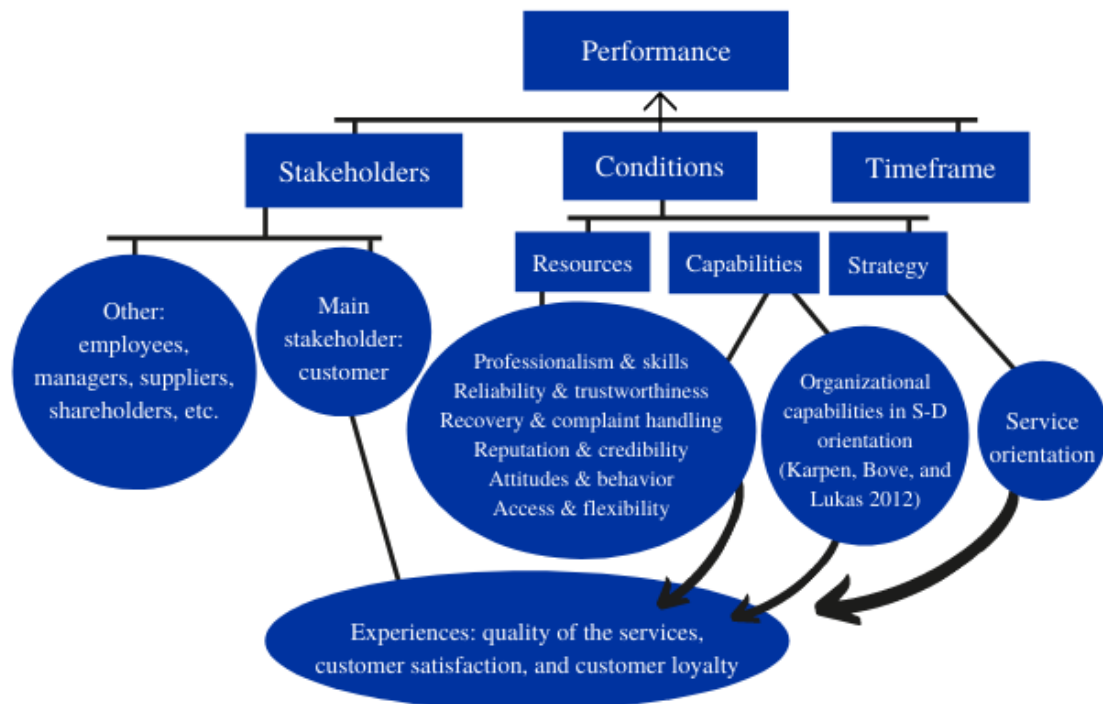 Performance
Stakeholders
Conditions
Timeframe
Resources
Capabilities
Strategy
Other:
employees,
managers, suppliers,
shareholders, etc.
Main
stakeholder:
customer
Professionalism & skills
Reliability & trustworthiness
Recovery & complaint handling
Reputation & credibility
Attitudes & behavior
Access & flexibility
Organizational
capabilities in S-D
orientation
(Karpen, Bove, and
Lukas 2012)
Service
orientation
Experiences: quality of the services,
customer satisfaction, and customer loyalty